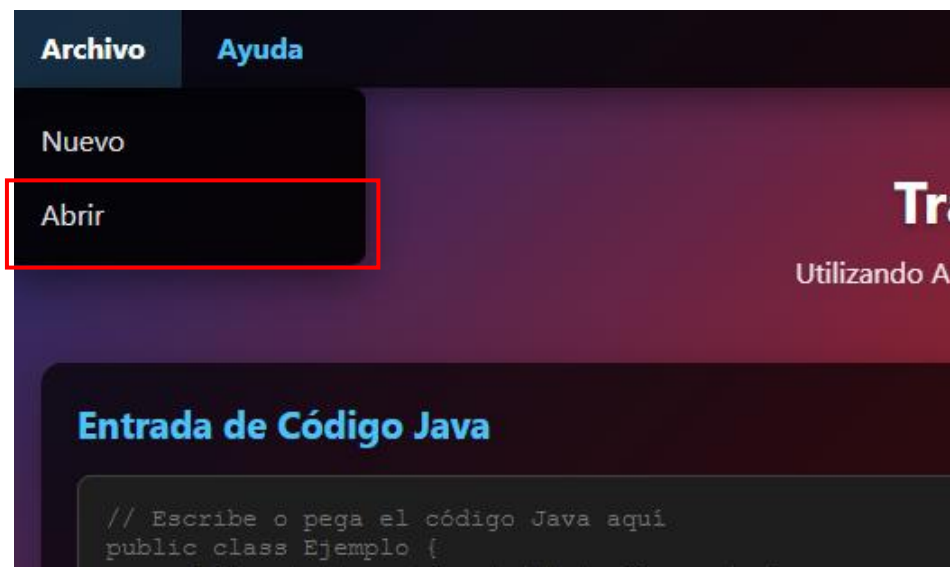 Archivo Ayuda
Nuevo
Abrir
Utilizando
Entrada de Código Java
// Escribe o pega el código Java aquí
public class Ejemplo {